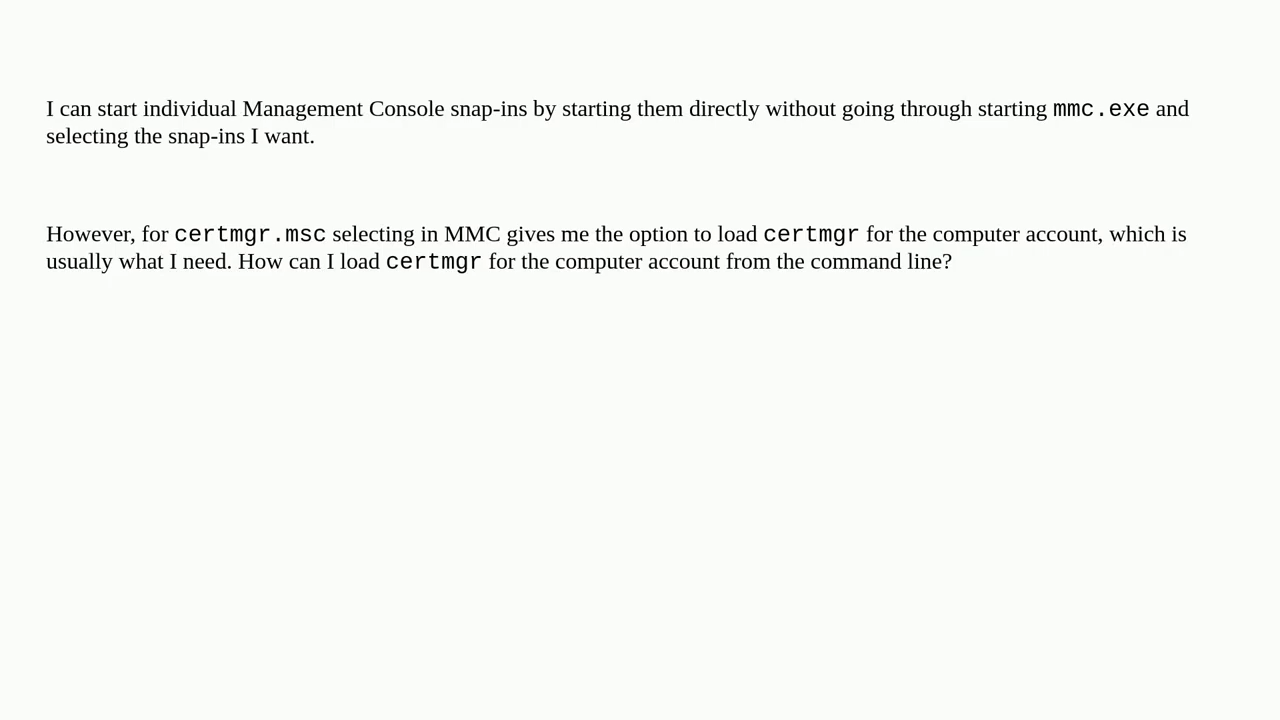 I can start individual Management Console snap-ins by starting them directly without going through starting mmc.exe and
selecting the snap-ins I want.
However, for certmgr.msc selecting in MMC gives me the option to load certmgr for the computer account, which is
usually what I need. How can I load certmgr for the computer account from the command line?